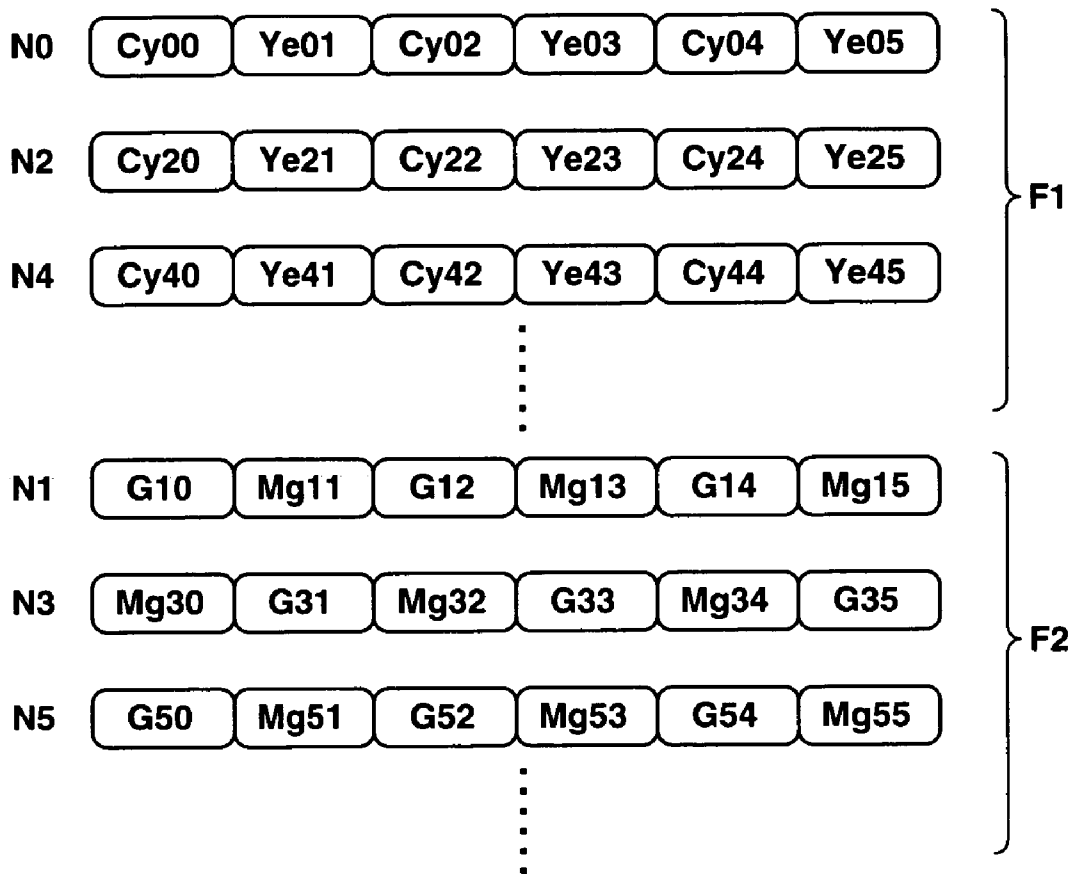 N0 Cy00 Ye01 Cy02 Ye03 Cy04 Ye05
N2 Cy20 Ye21 Cy22 Ye23 Cy24 Ye25
F1
N4 Cy40 Ye41 Cy42 Ye43 Cy44 Ye45
N1 G10 Mg11 G12 Mg13 G14 Mg15
N3 Mg30 G31 Mg32 G33 Mg34 G35
F2
N5 G50 Mg51 G52 Mg53 G54 Mg55